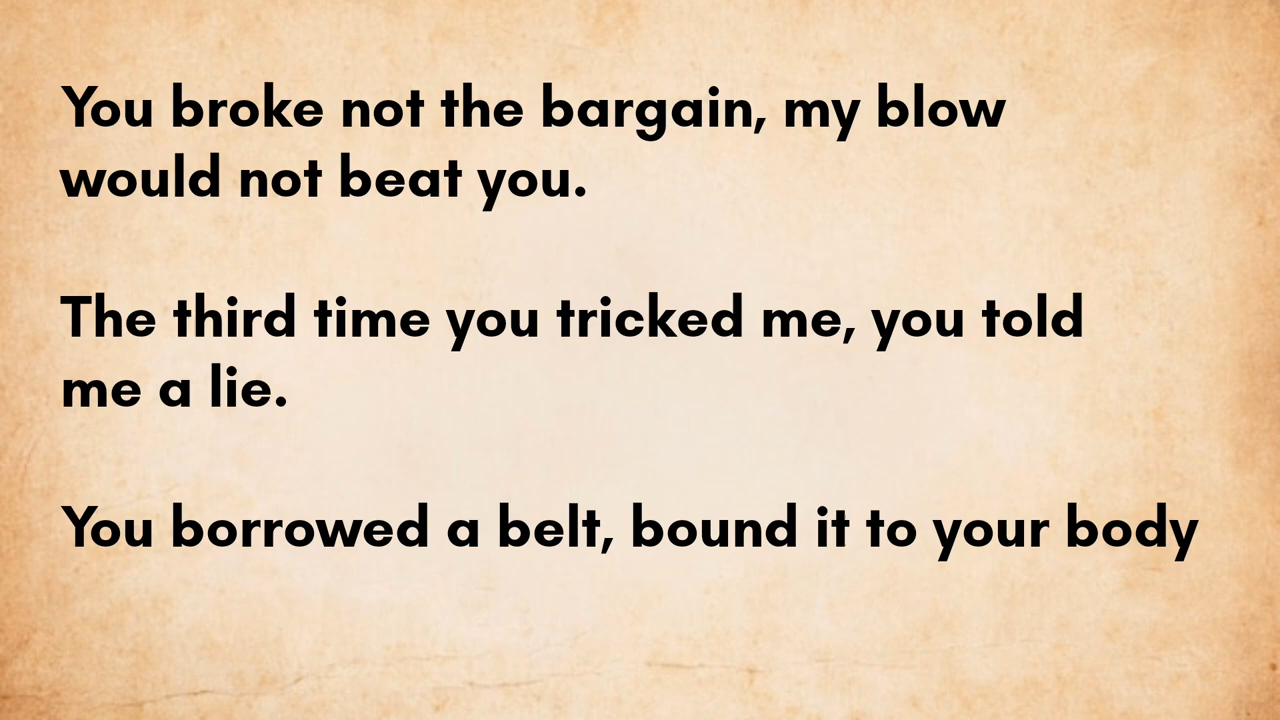 You broke not the bargain, my blow
would not beat you.
The third time you tricked me, you told
me a lie.
You borrowed a belt, bound it to your body